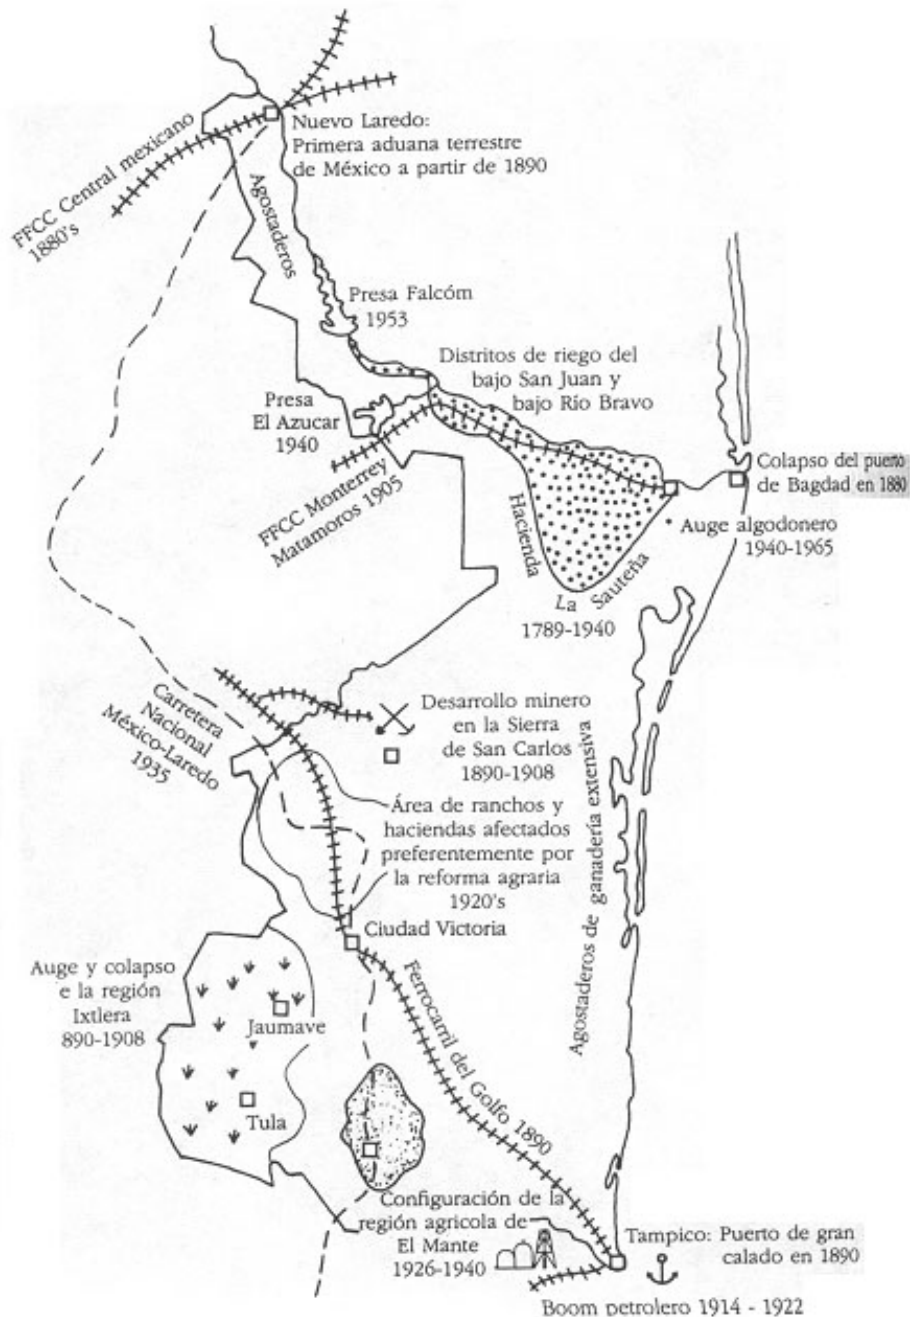 FFCC Central mexicano
1880's
Nuevo Laredo:
Primera aduana terrestre
de México a partir de 1890
Agostaderos
Presa Falcóm
1953
Distritos de riego del
bajo San Juan y
bajo Río Bravo
Presa
El Azucar
1940
FFCC Monterrey
Matamoros 1905
Hacienda
La Sauteña
1789-1940
Colapso del puerto
de Bagdad en 1880
Auge algodonero
1940-1965
Carretera
Nacional
México-Laredo
1935
Desarrollo minero
en la Sierra
de San Carlos
1890-1908
Área de ranchos y
haciendas afectados
preferentemente por
la reforma agraria
1920's
Agostaderos de ganadería extensiva
Ciudad Victoria
Auge y colapso
e la región
Ixtlera
890-1908
Jaumave
Tula
Ferrocarril del Golfo 1890
Configuración de la
región agricola de
El Mante
1926-1940
Tampico: Puerto de gran
calado en 1890
Boom petrolero 1914 - 1922